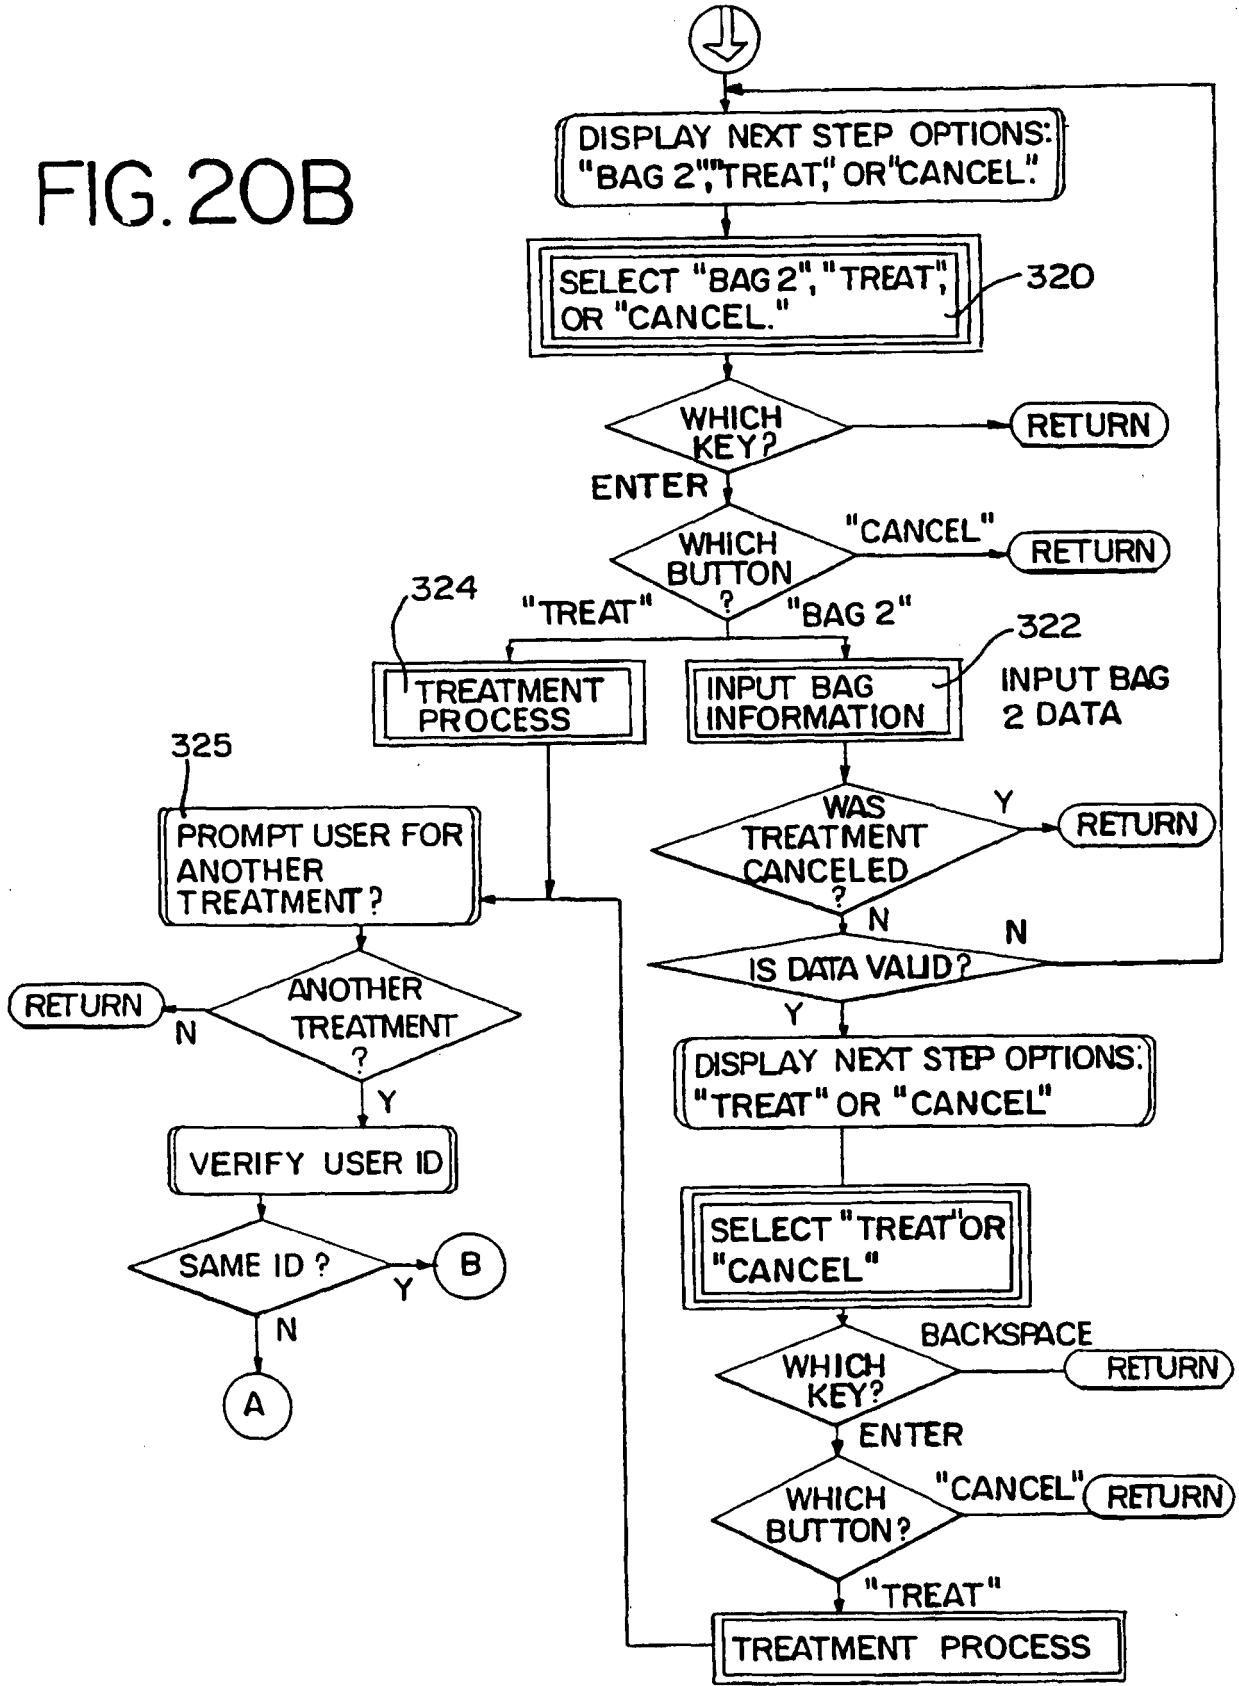 FIG. 20B
DISPLAY NEXT STEP OPTIONS:
"BAG 2","TREAT," OR "CANCEL".
SELECT "BAG 2", "TREAT",
OR "CANCEL."
320
WHICH
KEY?
RETURN
ENTER
WHICH
BUTTON
?
"CANCEL"
RETURN
"TREAT"
"BAG 2"
324
TREATMENT
PROCESS
322
INPUT BAG
INFORMATION
INPUT BAG
2 DATA
325
PROMPT USER FOR
ANOTHER
TREATMENT?
WAS
TREATMENT
CANCELED
?
Y
RETURN
N
IS DATA VALID?
N
Y
ANOTHER
TREATMENT
?
RETURN
N
Y
DISPLAY NEXT STEP OPTIONS:
"TREAT" OR "CANCEL"
VERIFY USER ID
SAME ID?
Y
B
N
A
SELECT "TREAT" OR
"CANCEL"
WHICH
KEY?
BACKSPACE
RETURN
ENTER
WHICH
BUTTON?
"CANCEL"
RETURN
"TREAT"
TREATMENT PROCESS